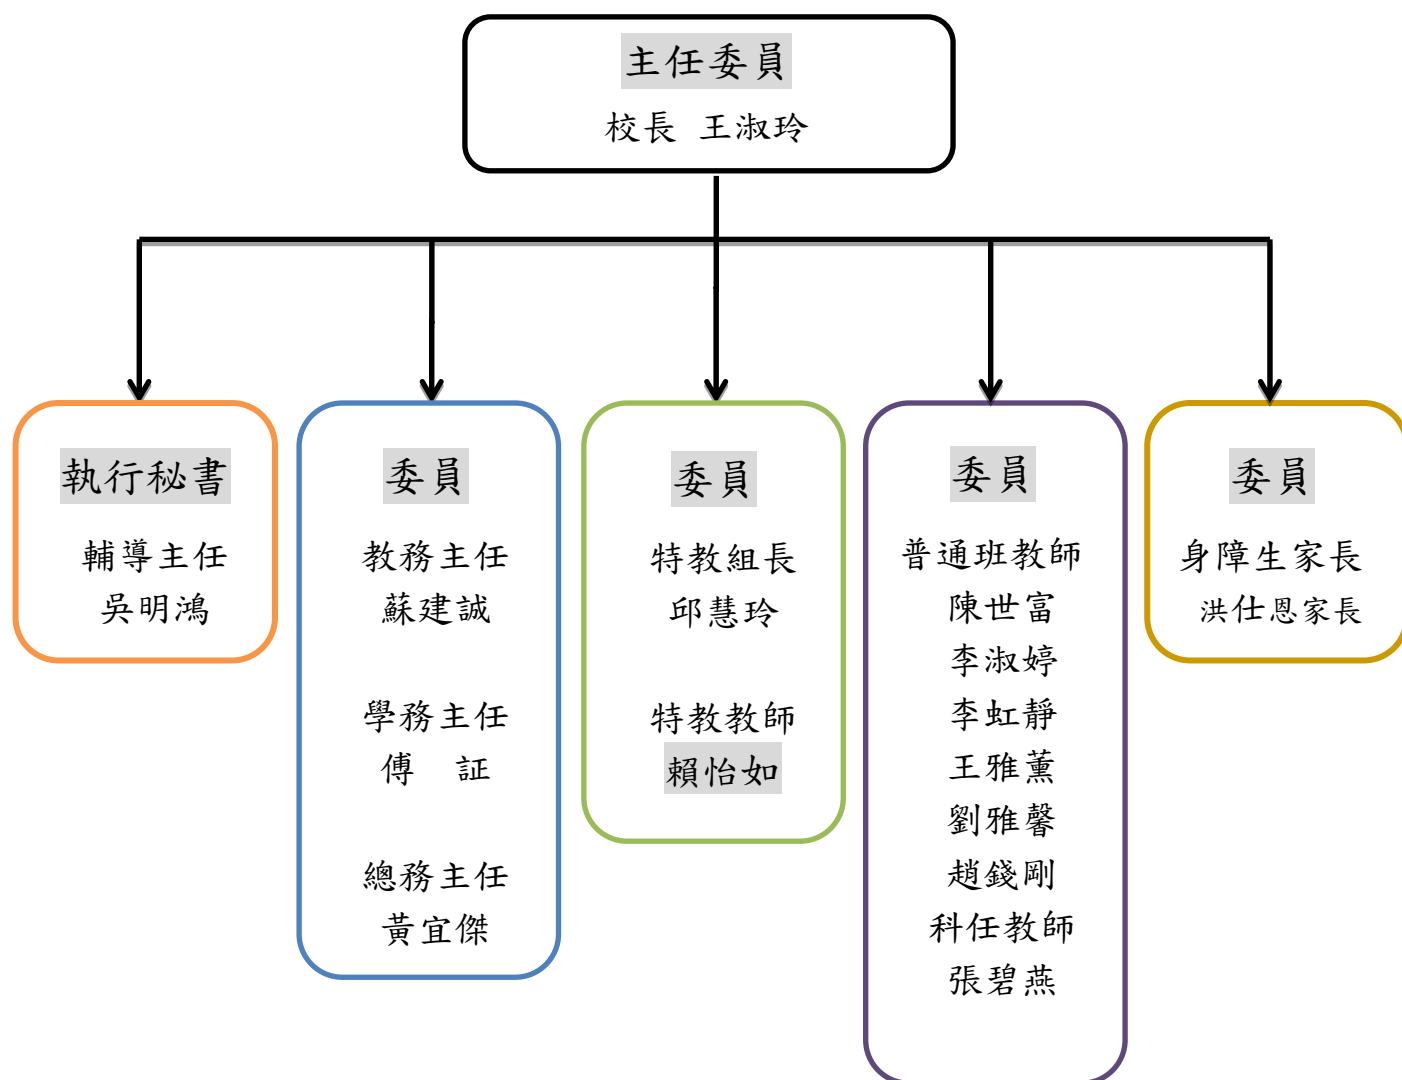 主任委員
校長 王淑玲
執行秘書
輔導主任
吳明鴻
委員
教務主任
蘇建誠
學務主任
傅　証
總務主任
黃宜傑
委員
特教組長
邱慧玲
特教教師
賴怡如
委員
普通班教師
陳世富
李淑婷
李虹靜
王雅薰
劉雅馨
趙錢剛
科任教師
張碧燕
委員
身障生家長
洪仕恩家長